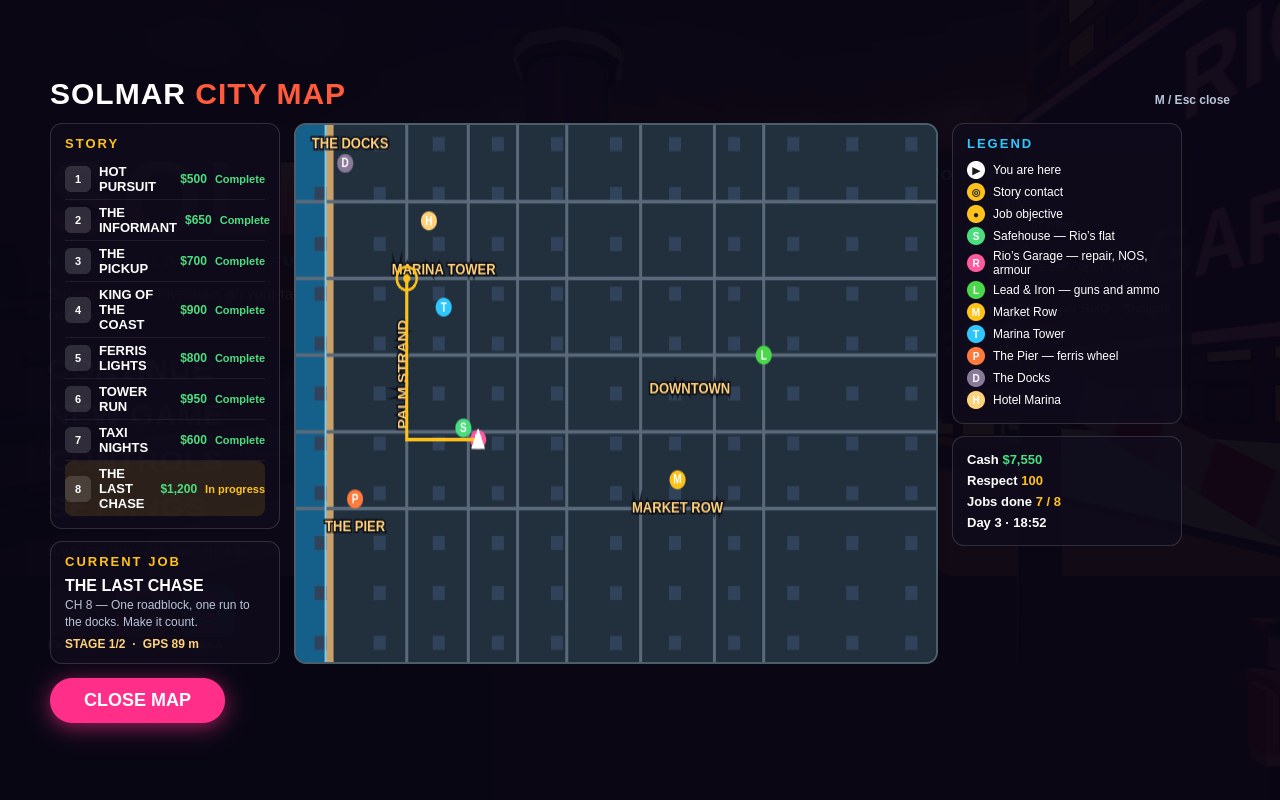 SOLMAR CITY MAP
M / Esc close
STORY
1 HOT PURSUIT $500 Complete
2 THE INFORMANT $650 Complete
3 THE PICKUP $700 Complete
4 KING OF THE COAST $900 Complete
5 FERRIS LIGHTS $800 Complete
6 TOWER RUN $950 Complete
7 TAXI NIGHTS $600 Complete
8 THE LAST CHASE $1,200 In progress
CURRENT JOB
THE LAST CHASE
CH 8 — One roadblock, one run to
the docks. Make it count.
STAGE 1/2 · GPS 89 m
CLOSE MAP
THE DOCKS
D
H
MARINA TOWER
T
PALM STRAND
L
DOWNTOWN
S
M
MARKET ROW
P
THE PIER
LEGEND
You are here
Story contact
Job objective
S Safehouse — Rio's flat
R Rio's Garage — repair, NOS,
armour
L Lead & Iron — guns and ammo
M Market Row
T Marina Tower
P The Pier — ferris wheel
D The Docks
H Hotel Marina
Cash $7,550
Respect 100
Jobs done 7 / 8
Day 3 · 18:52